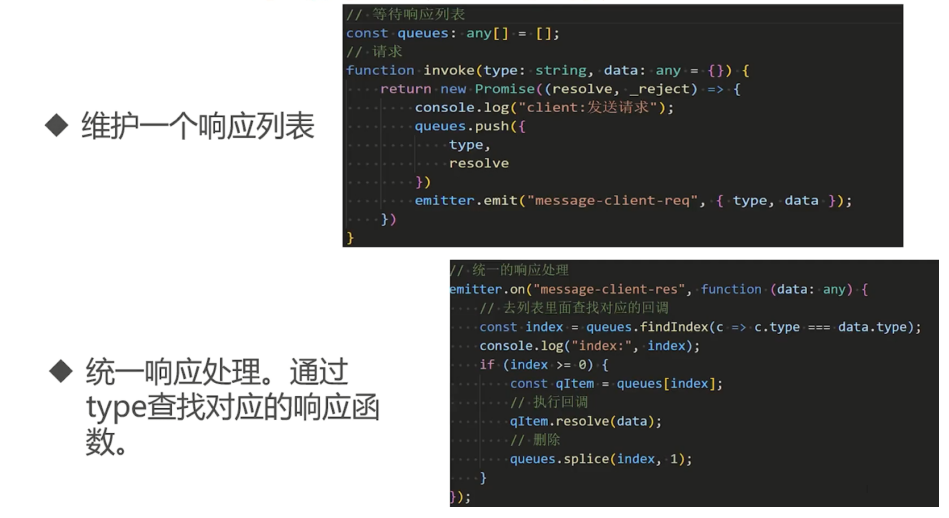 // 等待响应列表
const queues: any[] = [];
// 请求
function invoke(type: string, data: any = {}) {
return new Promise((resolve, _reject) => {
console.log("client:发送请求");
queues.push({
type,
resolve
})
emitter.emit("message-client-req", { type, data });
})
}
◆ 维护一个响应列表
// 统一的响应处理
emitter.on("message-client-res", function (data: any) {
// 去列表里面查找对应的回调
const index = queues.findIndex(c => c.type === data.type);
console.log("index:", index);
if (index >= 0) {
const qItem = queues[index];
// 执行回调
qItem.resolve(data);
// 删除
queues.splice(index, 1);
}
});
◆ 统一响应处理。通过
type查找对应的响应函
数。